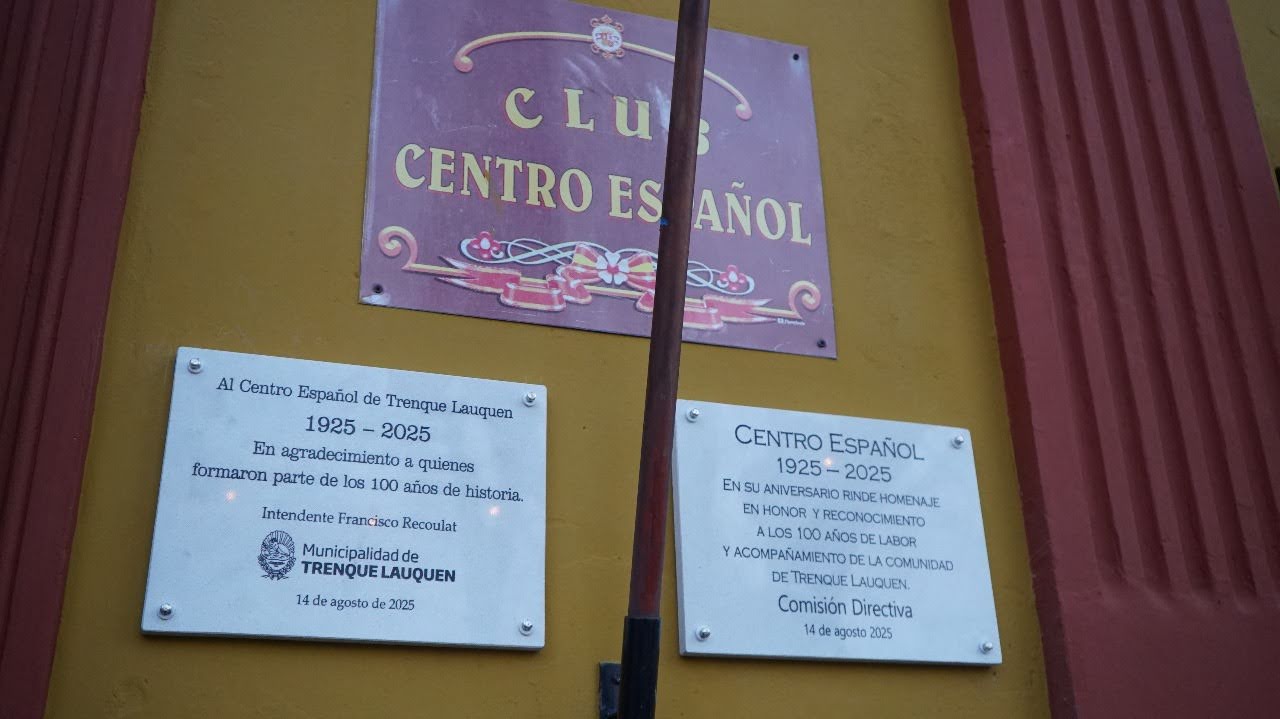 CLUB
CENTRO ESPAÑOL
Al Centro Español de Trenque Lauquen
1925 – 2025
En agradecimiento a quienes
formaron parte de los 100 años de historia.
Intendente Francisco Recoulat
Municipalidad de
TRENQUE LAUQUEN
14 de agosto de 2025
CENTRO ESPAÑOL
1925 – 2025
EN SU ANIVERSARIO RINDE HOMENAJE
EN HONOR Y RECONOCIMIENTO
A LOS 100 AÑOS DE LABOR
Y ACOMPAÑAMIENTO DE LA COMUNIDAD
DE TRENQUE LAUQUEN.
Comisión Directiva
14 de agosto 2025